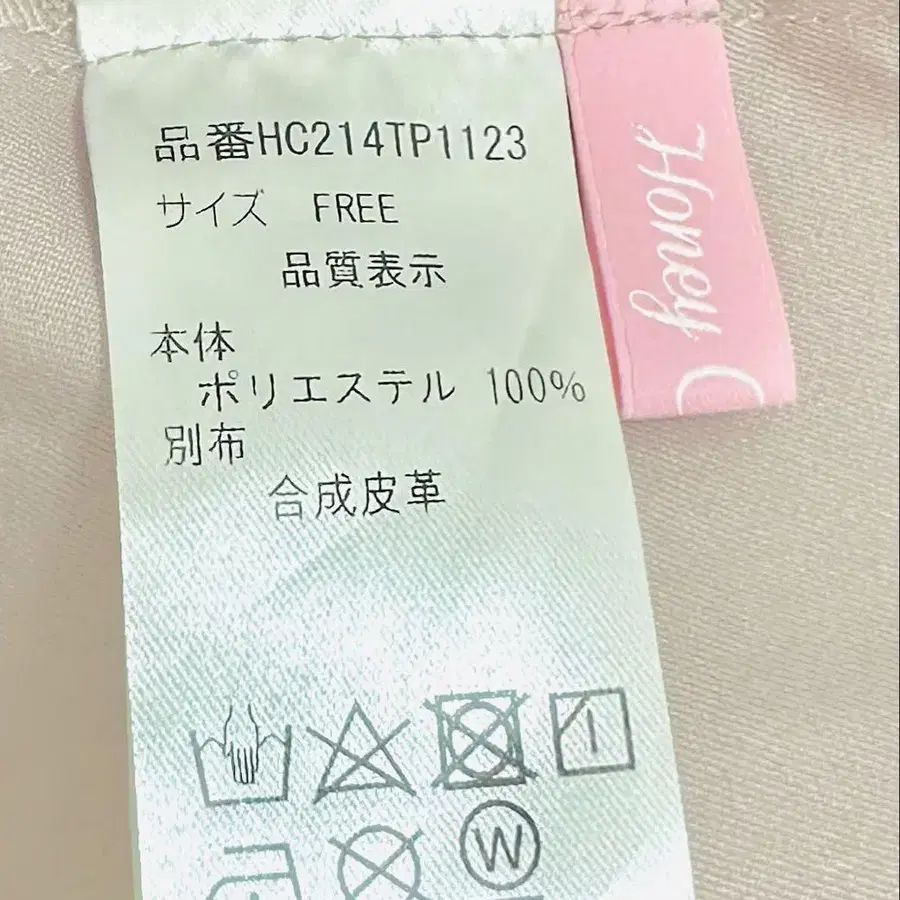 品番HC214TP1123
サイズ FREE
品質表示
本体
ポリエステル 100%
別布
合成皮革
W
Honey